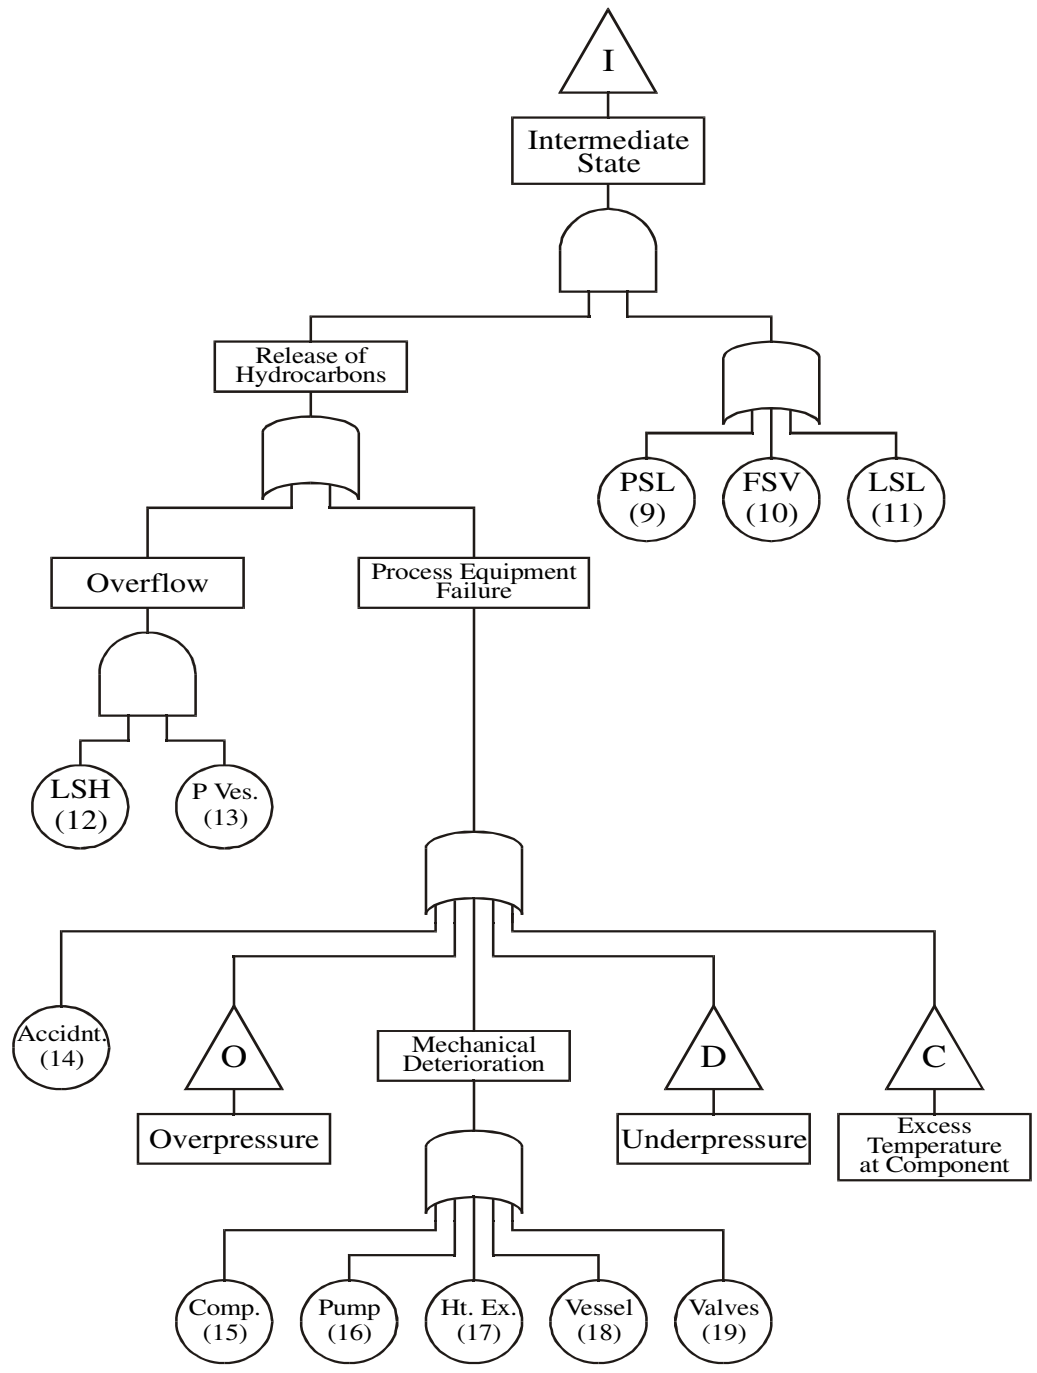 I
Intermediate
State
Release of
Hydrocarbons
PSL
(9)
FSV
(10)
LSL
(11)
Overflow
Process Equipment
Failure
LSH
(12)
P Ves.
(13)
Accidnt.
(14)
O
Overpressure
Mechanical
Deterioration
D
Underpressure
C
Excess
Temperature
at Component
Comp.
(15)
Pump
(16)
Ht. Ex.
(17)
Vessel
(18)
Valves
(19)